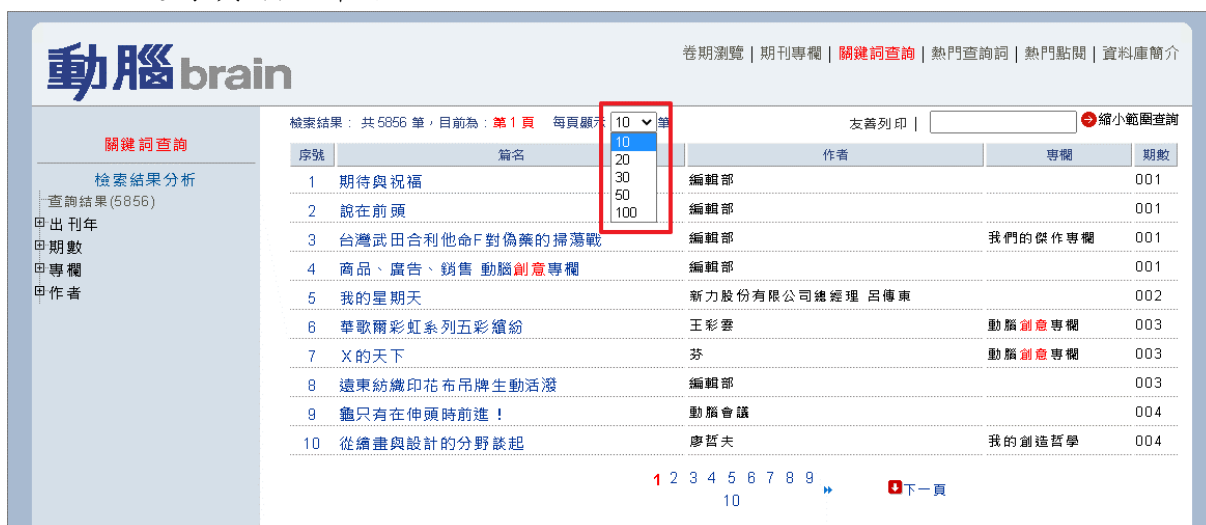 動腦brain
卷期瀏覽 | 期刊專欄 | 關鍵詞查詢 | 熱門查詢詞 | 熱門點閱 | 資料庫簡介
檢索結果： 共 5856 筆，目前為：第 1 頁 每頁顯示 10 筆
友善列印 | 縮小範圍查詢
10
20
30
50
100
關鍵詞查詢
檢索結果分析
查詢結果(5856)
出刊年
期數
專欄
作者
序號 篇名 作者 專欄 期數
1 期待與祝福 編輯部 001
2 說在前頭 編輯部 001
3 台灣武田合利他命F對偽藥的掃蕩戰 編輯部 我們的傑作專欄 001
4 商品、廣告、銷售 動腦創意專欄 編輯部 001
5 我的星期天 新力股份有限公司總經理 呂傳東 002
6 華歌爾彩虹系列五彩繽紛 王彩雲 動腦創意專欄 003
7 X的天下 芬 動腦創意專欄 003
8 遠東紡織印花布吊牌生動活潑 編輯部 003
9 龜只有在伸頭時前進！ 動腦會議 004
10 從繪畫與設計的分野談起 廖哲夫 我的創造哲學 004
1 2 3 4 5 6 7 8 9
10
下一頁